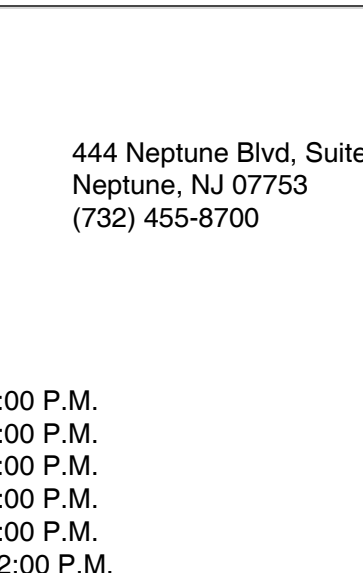 444 Neptune Blvd, Suite
Neptune, NJ 07753
(732) 455-8700
:00 P.M.
:00 P.M.
:00 P.M.
:00 P.M.
:00 P.M.
2:00 P.M.